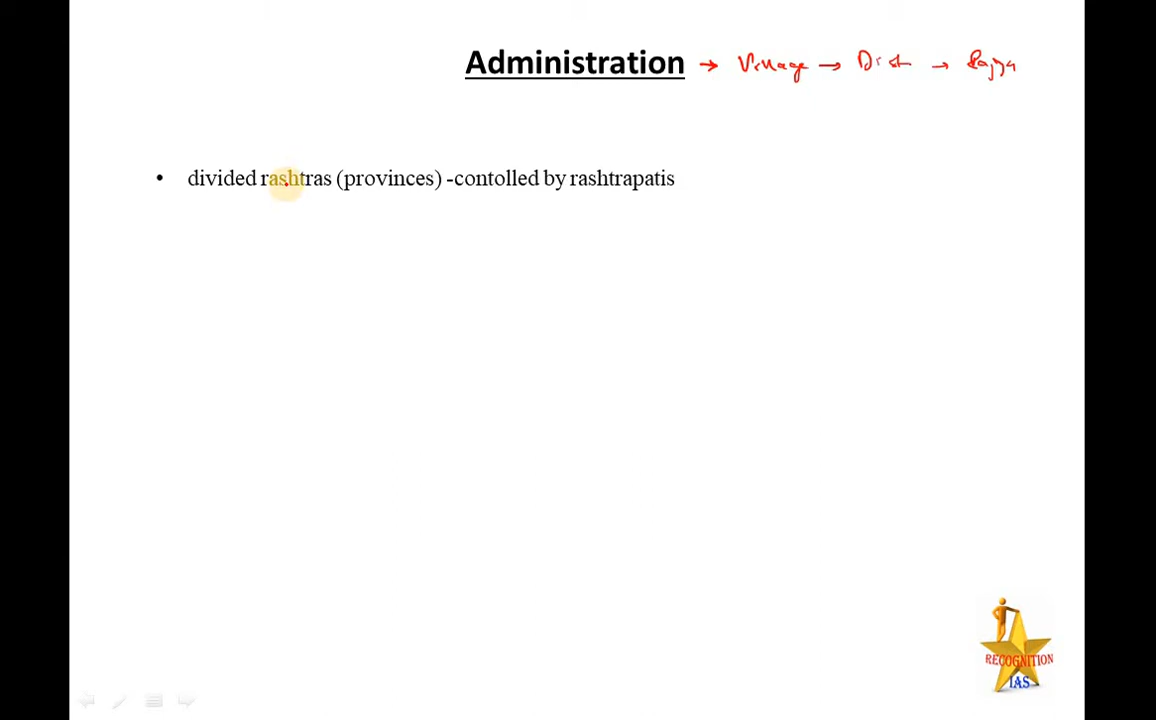 Administration → Village → Dist → Rajya
• divided rashtras (provinces) -contolled by rashtrapatis
RECOGNITION
IAS